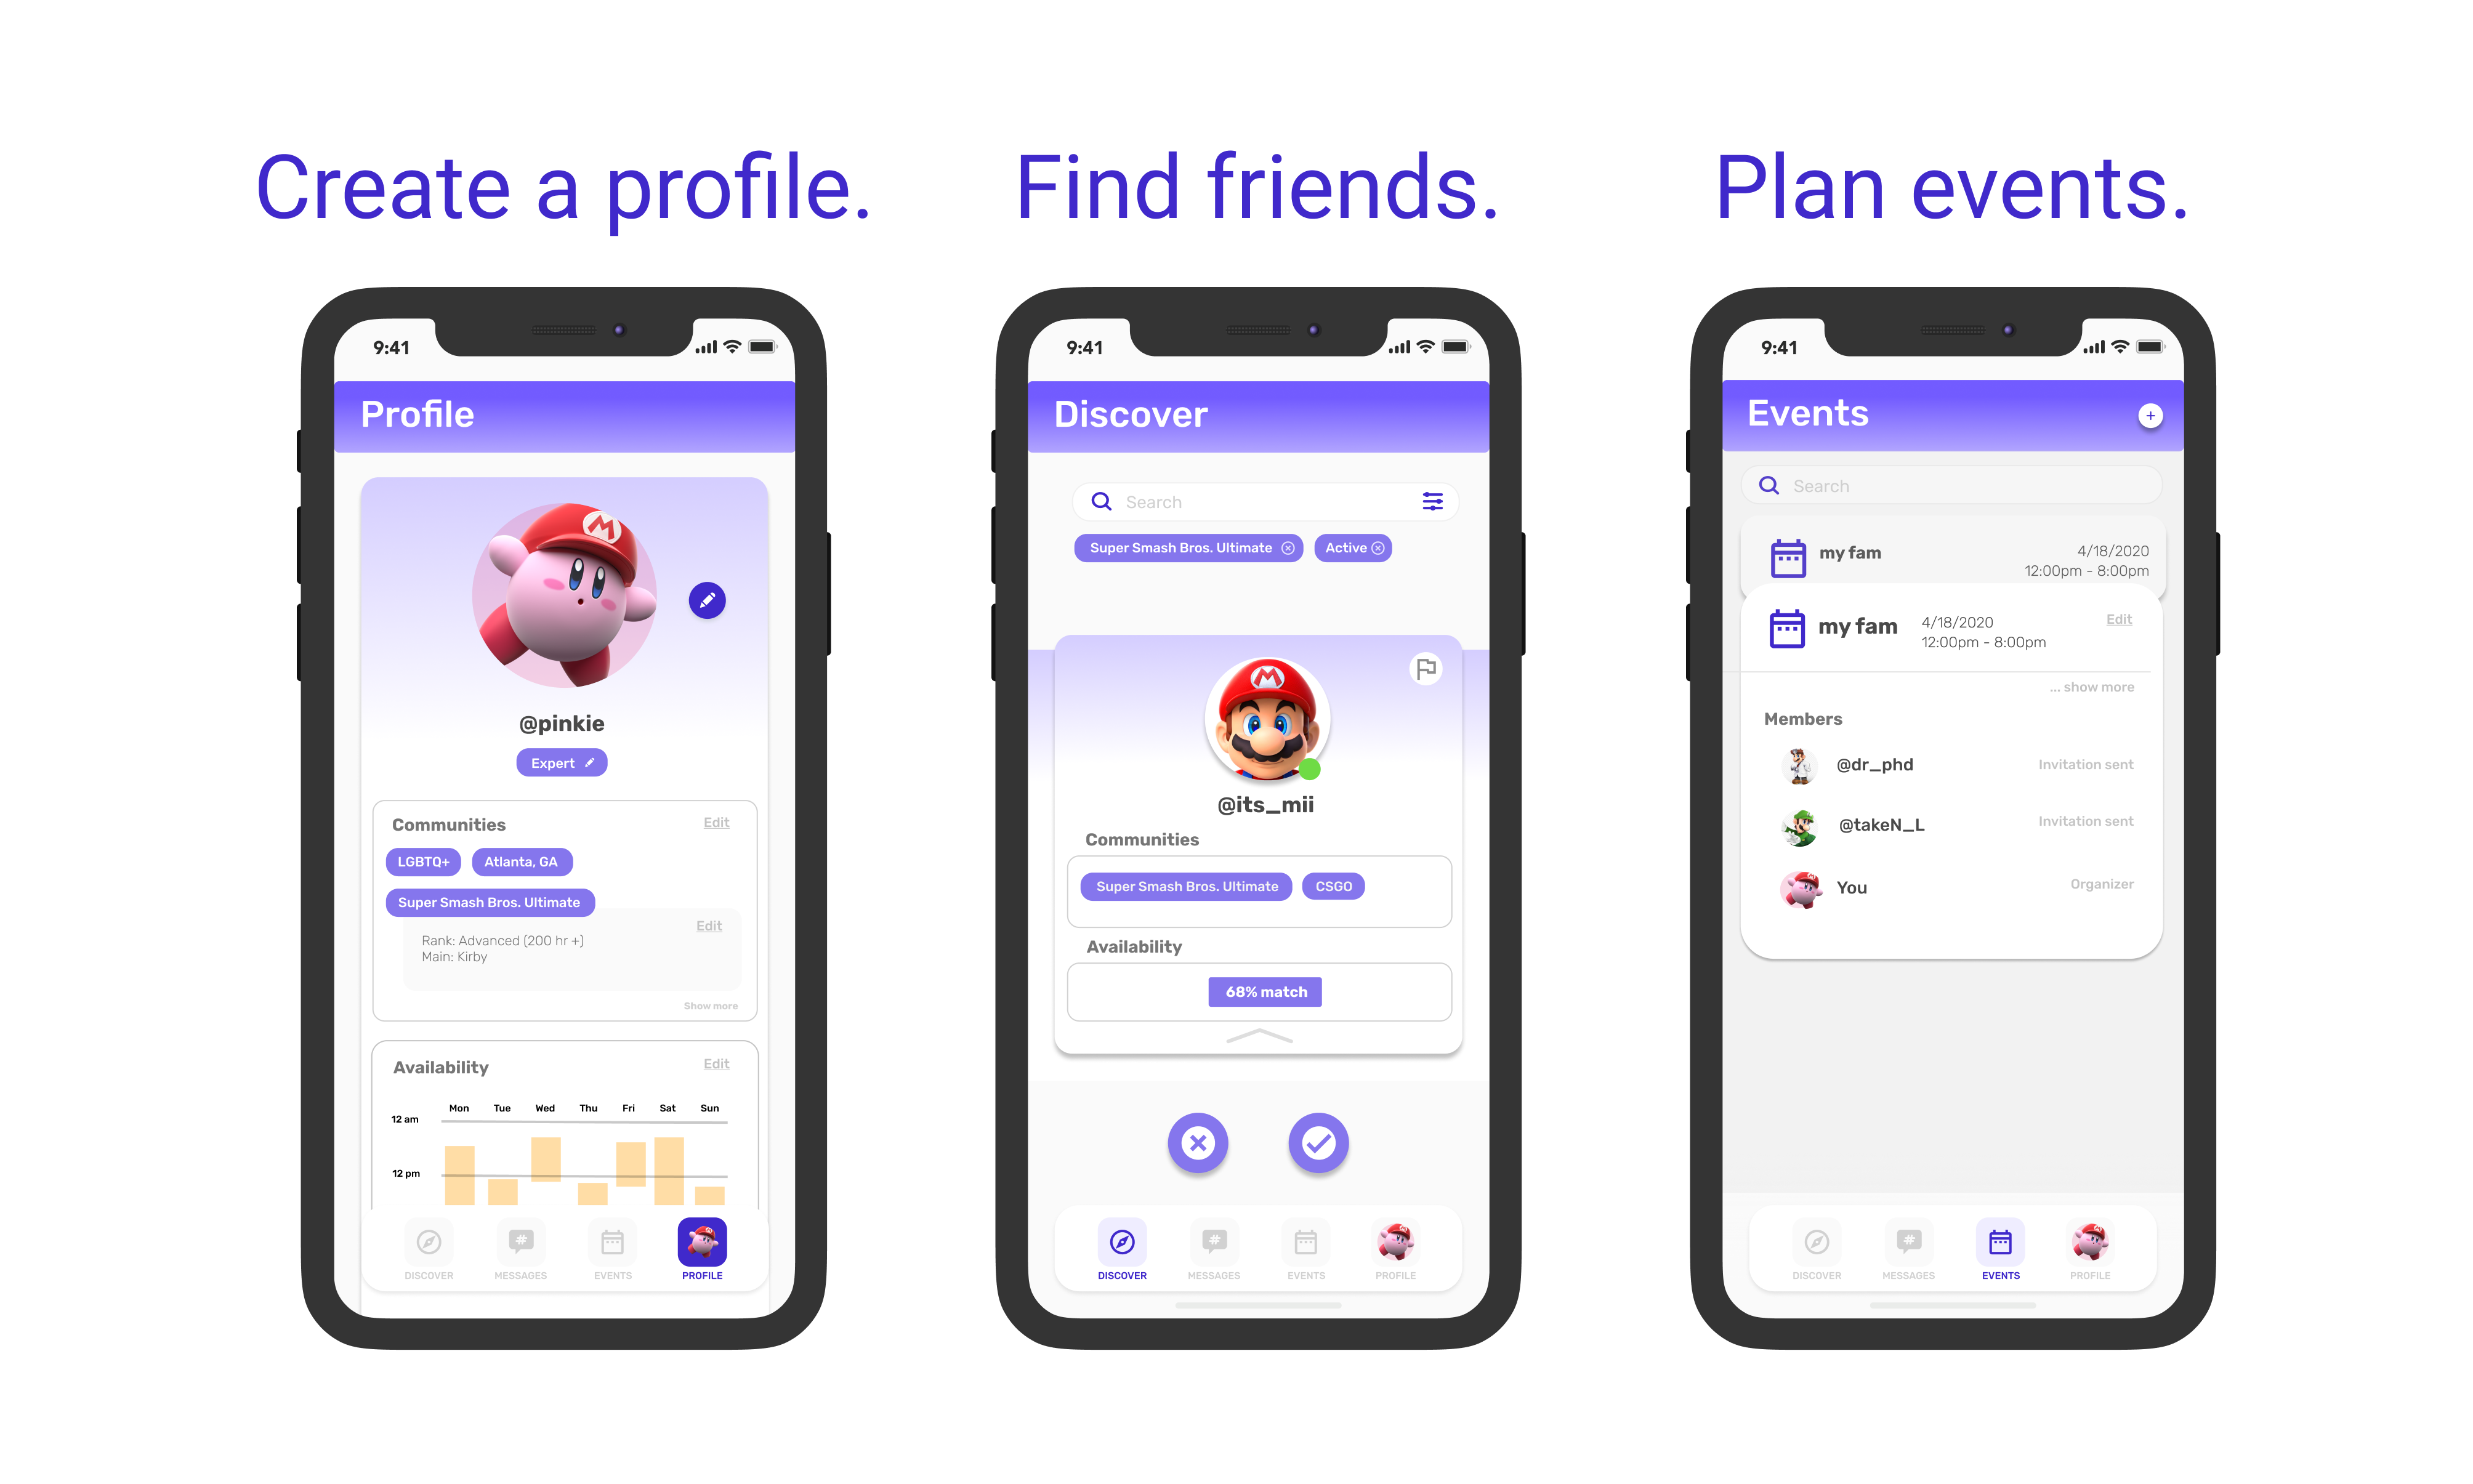 Create a profile.
Find friends.
Plan events.
9:41
Profile
M
@pinkie
Expert
Communities
Edit
LGBTQ+
Atlanta, GA
Super Smash Bros. Ultimate
Edit
Rank: Advanced (200 hr +)
Main: Kirby
Show more
Availability
Edit
Mon Tue Wed Thu Fri Sat Sun
12 am
12 pm
DISCOVER MESSAGES EVENTS PROFILE
9:41
Discover
Search
Super Smash Bros. Ultimate
Active
M
@its_mii
Communities
Super Smash Bros. Ultimate
CSGO
Availability
68% match
DISCOVER MESSAGES EVENTS PROFILE
9:41
Events
+
Search
my fam
4/18/2020
12:00pm - 8:00pm
my fam
4/18/2020
12:00pm - 8:00pm
Edit
... show more
Members
@dr_phd
Invitation sent
@takeN_L
Invitation sent
You
Organizer
DISCOVER MESSAGES EVENTS PROFILE